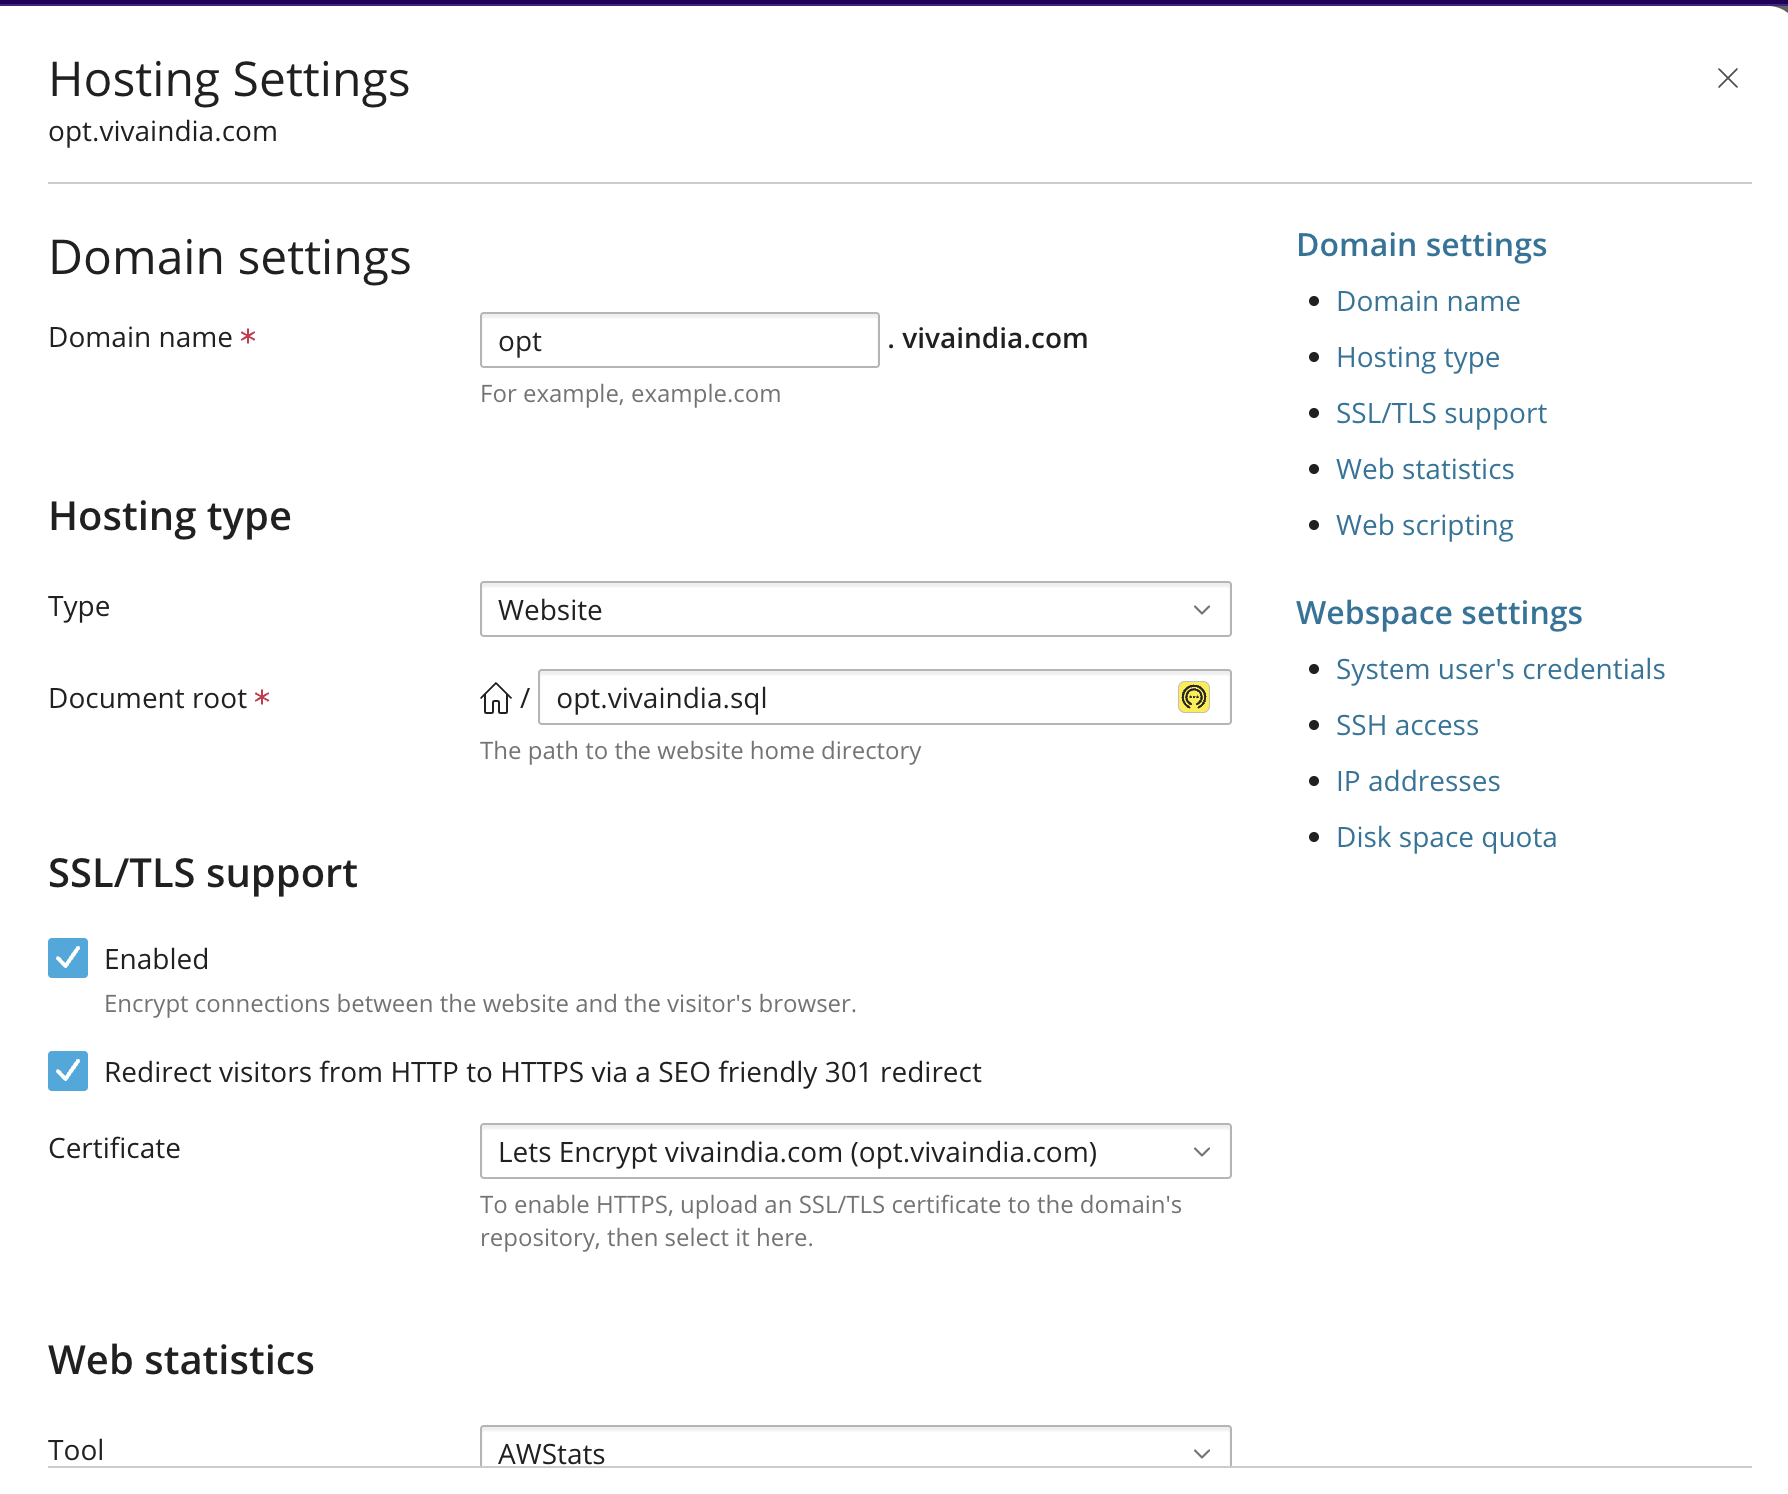 Hosting Settings
opt.vivaindia.com
Domain settings
Domain name *
opt
. vivaindia.com
For example, example.com
Hosting type
Type
Website
Document root *
/
opt.vivaindia.sql
The path to the website home directory
SSL/TLS support
Enabled
Encrypt connections between the website and the visitor's browser.
Redirect visitors from HTTP to HTTPS via a SEO friendly 301 redirect
Certificate
Lets Encrypt vivaindia.com (opt.vivaindia.com)
To enable HTTPS, upload an SSL/TLS certificate to the domain's
repository, then select it here.
Web statistics
Tool
AWStats
Domain settings
Domain name
Hosting type
SSL/TLS support
Web statistics
Web scripting
Webspace settings
System user's credentials
SSH access
IP addresses
Disk space quota